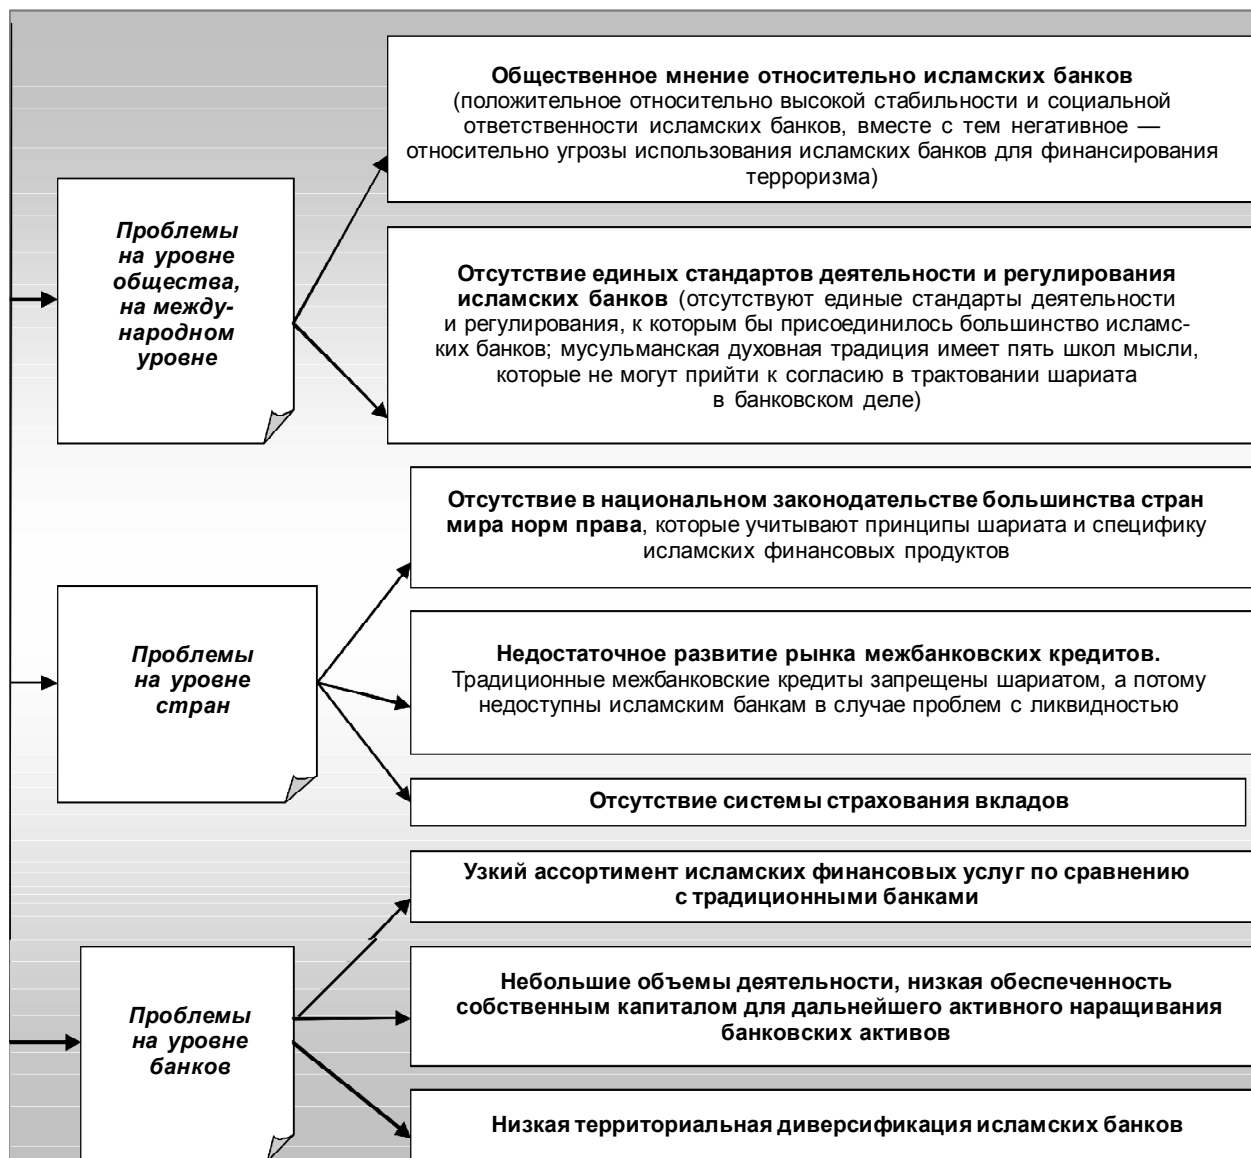 Проблемы
на уровне
общества,
на между-
народном
уровне
Общественное мнение относительно исламских банков
(положительное относительно высокой стабильности и социальной
ответственности исламских банков, вместе с тем негативное —
относительно угрозы использования исламских банков для финансирования
терроризма)
Отсутствие единых стандартов деятельности и регулирования
исламских банков (отсутствуют единые стандарты деятельности
и регулирования, к которым бы присоединилось большинство исламс-
ких банков; мусульманская духовная традиция имеет пять школ мысли,
которые не могут прийти к согласию в трактовании шариата
в банковском деле)
Проблемы
на уровне
стран
Отсутствие в национальном законодательстве большинства стран
мира норм права, которые учитывают принципы шариата и специфику
исламских финансовых продуктов
Недостаточное развитие рынка межбанковских кредитов.
Традиционные межбанковские кредиты запрещены шариатом, а потому
недоступны исламским банкам в случае проблем с ликвидностью
Отсутствие системы страхования вкладов
Проблемы
на уровне
банков
Узкий ассортимент исламских финансовых услуг по сравнению
с традиционными банками
Небольшие объемы деятельности, низкая обеспеченность
собственным капиталом для дальнейшего активного наращивания
банковских активов
Низкая территориальная диверсификация исламских банков